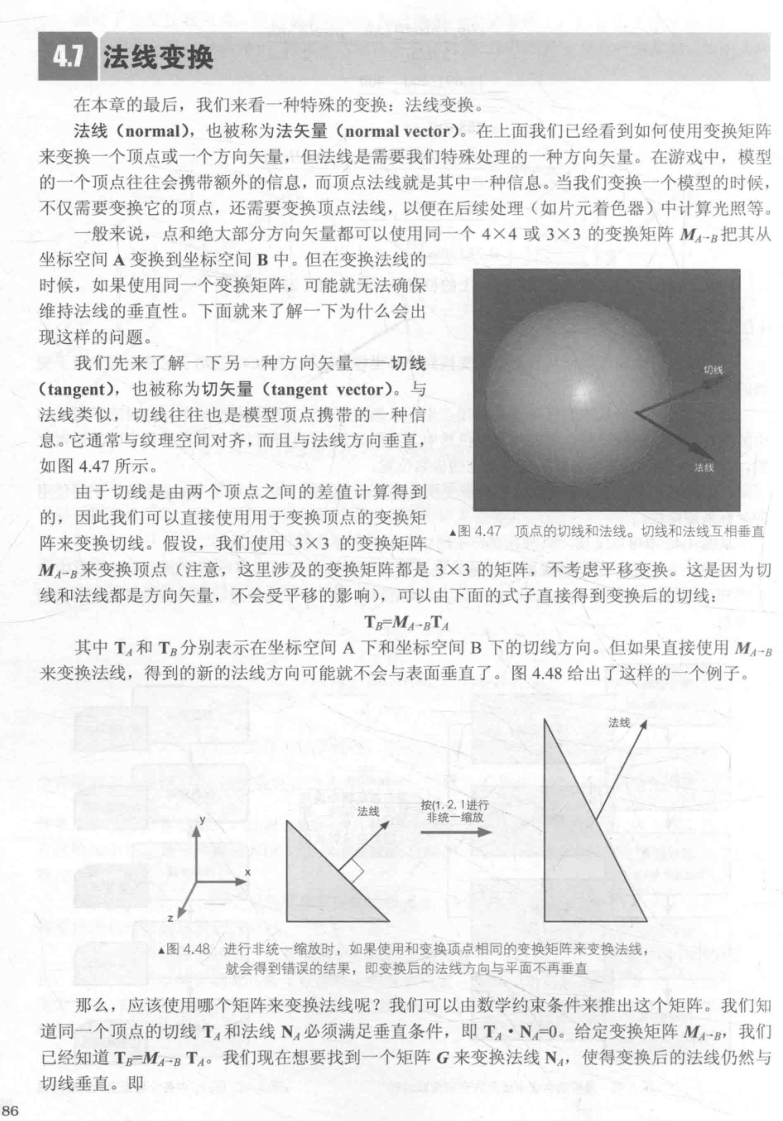 4.7 法线变换
在本章的最后，我们来看一种特殊的变换：法线变换。
法线（normal），也被称为法矢量（normal vector）。在上面我们已经看到如何使用变换矩阵
来变换一个顶点或一个方向矢量，但法线是需要我们特殊处理的一种方向矢量。在游戏中，模型
的一个顶点往往会携带额外的信息，而顶点法线就是其中一种信息。当我们变换一个模型的时候，
不仅需要变换它的顶点，还需要变换顶点法线，以便在后续处理（如片元着色器）中计算光照等。
一般来说，点和绝大部分方向矢量都可以使用同一个 4×4 或 3×3 的变换矩阵 M_{A→B}把其从
坐标空间 A 变换到坐标空间 B 中。但在变换法线的
时候，如果使用同一个变换矩阵，可能就无法确保
维持法线的垂直性。下面就来了解一下为什么会出
现这样的问题。
我们先来了解一下另一种方向矢量——切线
（tangent），也被称为切矢量（tangent vector）。与
法线类似，切线往往也是模型顶点携带的一种信
息。它通常与纹理空间对齐，而且与法线方向垂直，
如图 4.47 所示。
切线
法线
▲图 4.47 顶点的切线和法线。切线和法线互相垂直
由于切线是由两个顶点之间的差值计算得到
的，因此我们可以直接使用用于变换顶点的变换矩
阵来变换切线。假设，我们使用 3×3 的变换矩阵
M_{A→B}来变换顶点（注意，这里涉及的变换矩阵都是 3×3 的矩阵，不考虑平移变换。这是因为切
线和法线都是方向矢量，不会受平移的影响），可以由下面的式子直接得到变换后的切线：
T_B=M_{A→B}T_A
其中 T_A和 T_B分别表示在坐标空间 A 下和坐标空间 B 下的切线方向。但如果直接使用 M_{A→B}
来变换法线，得到的新的法线方向可能就不会与表面垂直了。图 4.48 给出了这样的一个例子。
y
x
z
法线
按(1, 2, 1进行
非统一缩放
法线
▲图 4.48 进行非统一缩放时，如果使用和变换顶点相同的变换矩阵来变换法线，
就会得到错误的结果，即变换后的法线方向与平面不再垂直
那么，应该使用哪个矩阵来变换法线呢？我们可以由数学约束条件来推出这个矩阵。我们知
道同一个顶点的切线 T_A和法线 N_A必须满足垂直条件，即 T_A·N_A=0。给定变换矩阵 M_{A→B}，我们
已经知道 T_B=M_{A→B} T_A。我们现在想要找到一个矩阵 G 来变换法线 N_A，使得变换后的法线仍然与
切线垂直。即
86